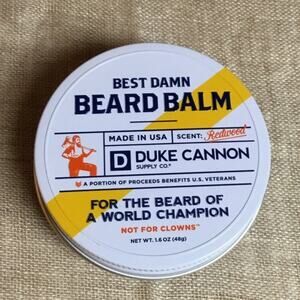 BEST DAMN
BEARD BALM
MADE IN USA
SCENT: Redwood
D DUKE CANNON
SUPPLY CO.®
A PORTION OF PROCEEDS BENEFITS U.S. VETERANS
FOR THE BEARD OF
A WORLD CHAMPION
NOT FOR CLOWNS™
NET WT. 1.6 OZ (48g)